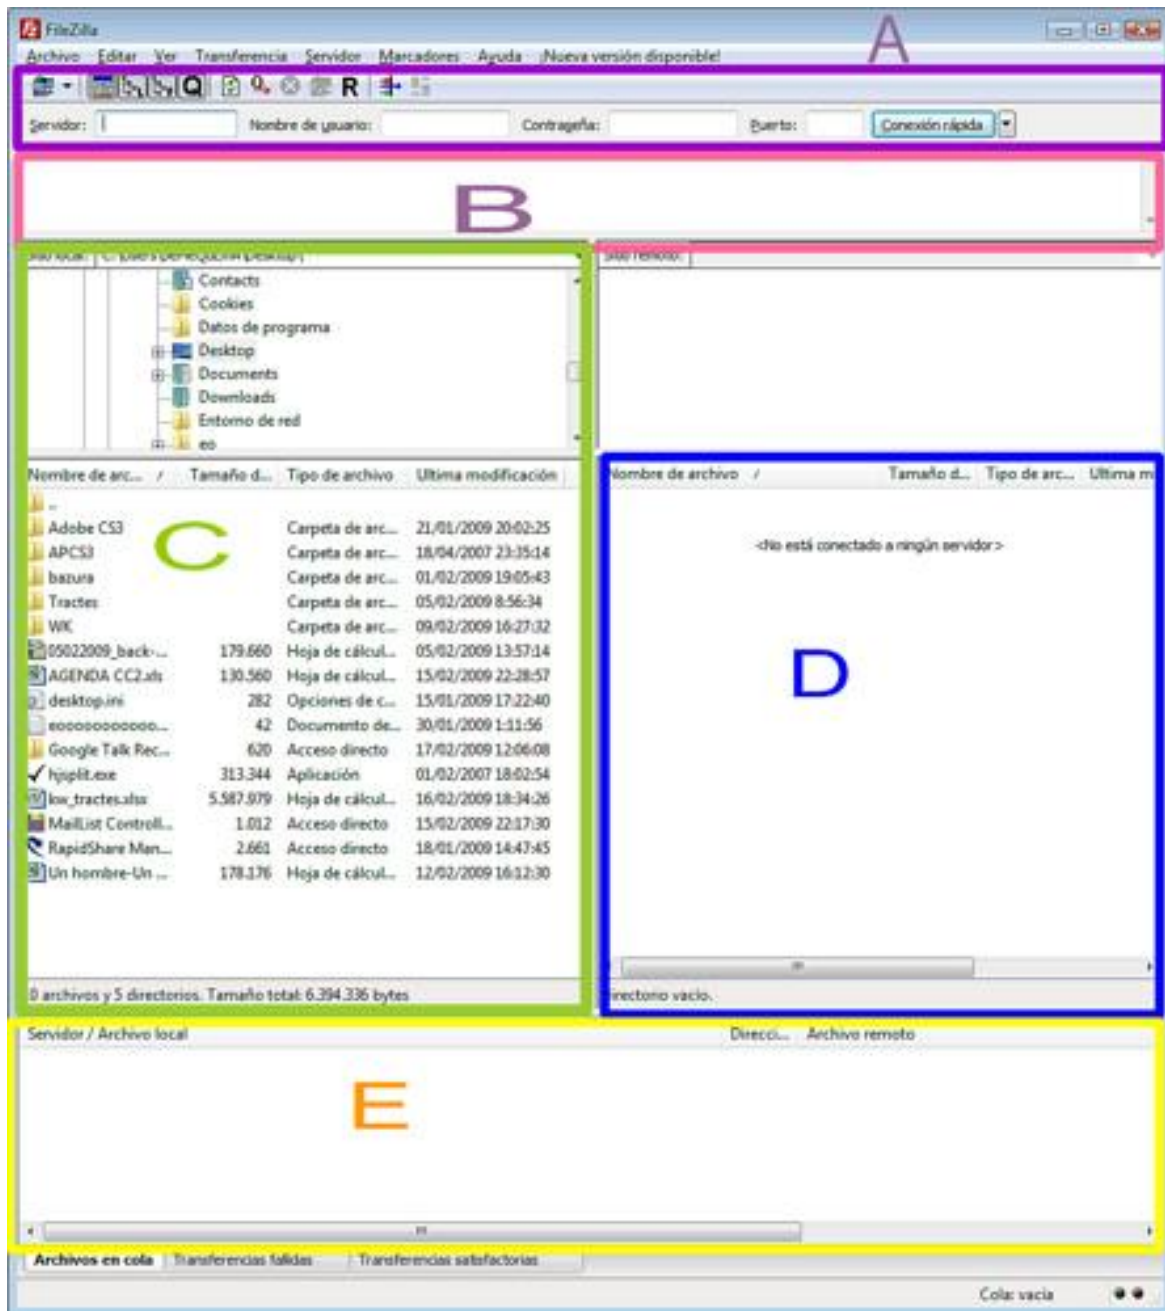 FileZilla
A
Archivo Editar Ver Transferencia Servidor Marcadores Ayuda ¡Nueva versión disponible!
Q R
Servidor: Nombre de usuario: Contraseña: Puerto: Conexión rápida
B
Sitio local: Desktop\ Sitio remoto:
Contacts
Cookies
Datos de programa
Desktop
Documents
Downloads
Entorno de red
eo
Nombre de arc... / Tamaño d... Tipo de archivo Ultima modificación
Nombre de archivo / Tamaño d... Tipo de arc... Ultima m
..
Adobe CS3 Carpeta de arc... 21/01/2009 20:02:25
C
<No está conectado a ningún servidor>
APCS3 Carpeta de arc... 18/04/2007 23:35:14
bazura Carpeta de arc... 01/02/2009 19:05:43
Tractes Carpeta de arc... 05/02/2009 8:56:34
WK Carpeta de arc... 09/02/2009 16:27:32
05022009_back-... 179.660 Hoja de cálcul... 05/02/2009 13:57:14
D
AGENDA CC2.xls 130.560 Hoja de cálcul... 15/02/2009 22:28:57
desktop.ini 282 Opciones de c... 15/01/2009 17:22:40
eooooooooooo... 42 Documento de... 30/01/2009 1:11:56
Google Talk Rec... 620 Acceso directo 17/02/2009 12:06:08
hjsplit.exe 313.344 Aplicación 01/02/2007 18:02:54
kw_tractes.xlsx 5.587.979 Hoja de cálcul... 16/02/2009 18:34:26
MailList Controll... 1.012 Acceso directo 15/02/2009 22:17:30
RapidShare Man... 2.661 Acceso directo 18/01/2009 14:47:45
Un hombre-Un ... 178.176 Hoja de cálcul... 12/02/2009 16:12:30
0 archivos y 5 directorios. Tamaño total: 6.394.336 bytes
irectorio vacío.
Servidor / Archivo local Direcci... Archivo remoto
E
Archivos en cola Transferencias fallidas Transferencias satisfactorias
Cola: vacía